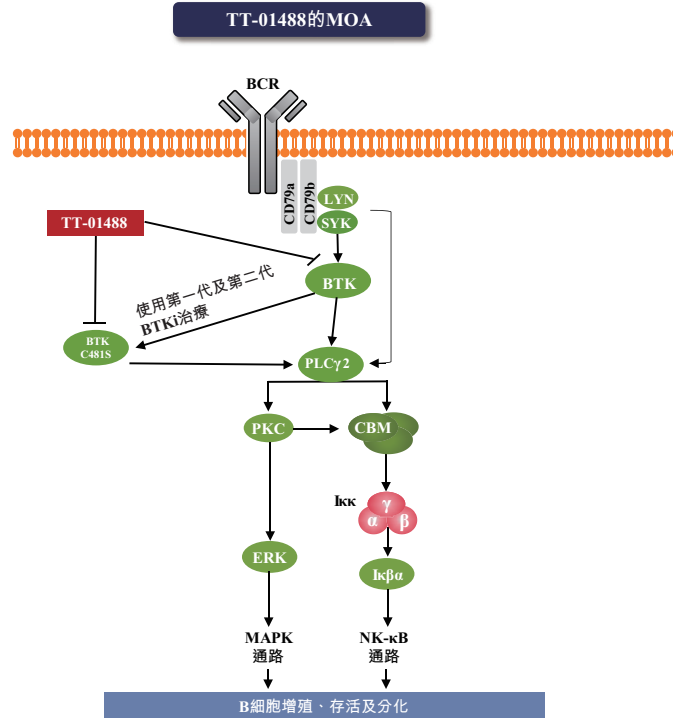 TT-01488的MOA
BCR
CD79a
CD79b
LYN
SYK
TT-01488
BTK
使用第一代及第二代
BTKi治療
BTK
C481S
PLCγ2
PKC
CBM
Iκκ
γ
α
β
ERK
Iκβα
MAPK
通路
NK-κB
通路
B細胞增殖、存活及分化